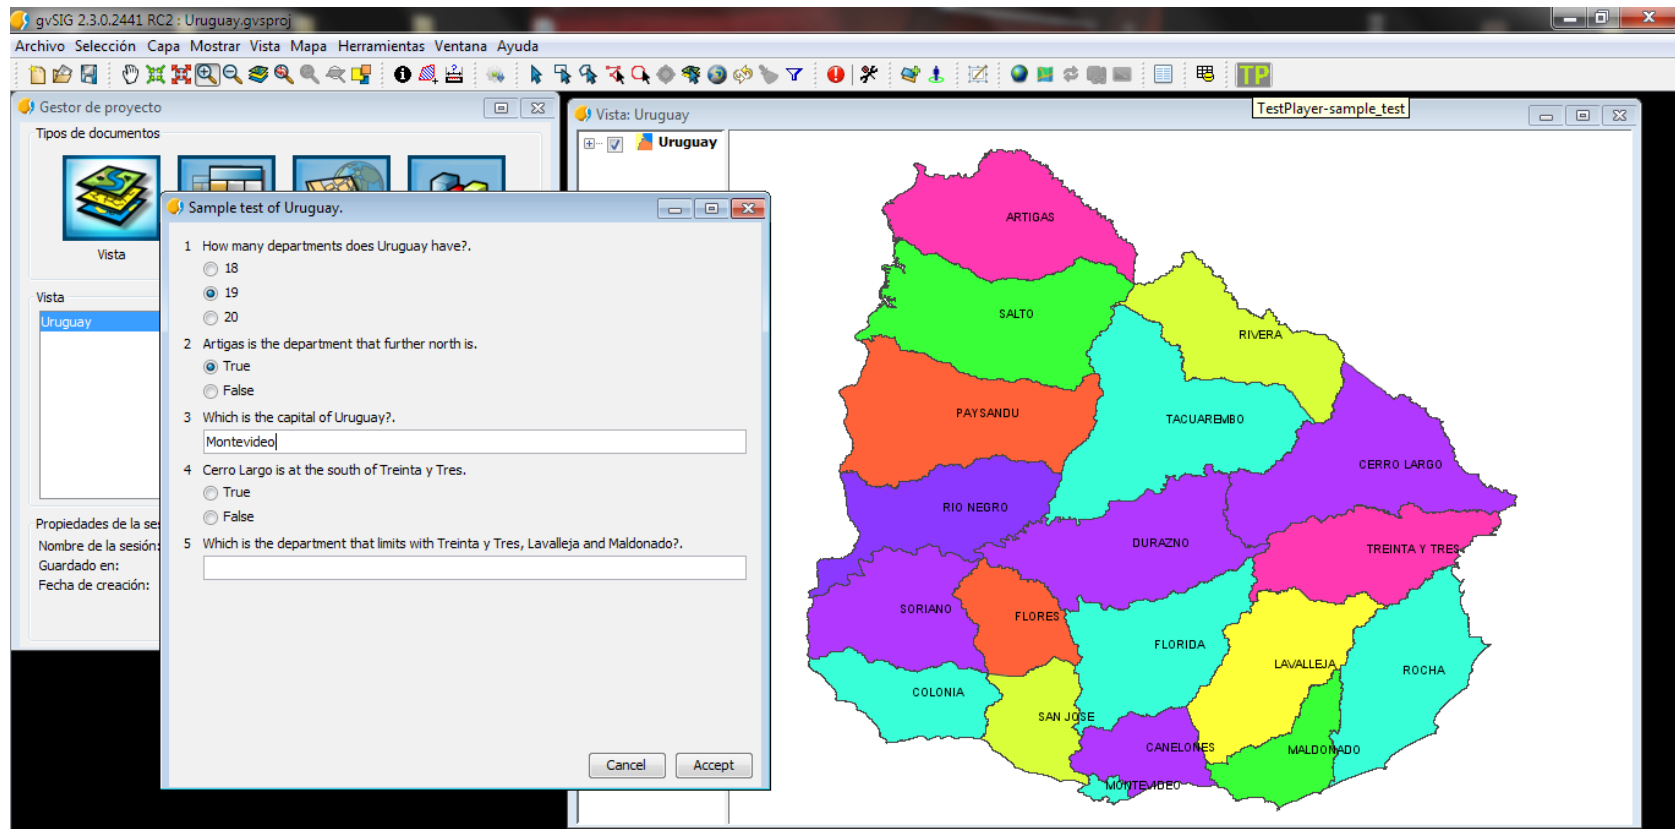 gvSIG 2.3.0.2441 RC2 : Uruguay.gvsproj
Archivo Selección Capa Mostrar Vista Mapa Herramientas Ventana Ayuda
TP
TestPlayer-sample_test
Gestor de proyecto
Tipos de documentos
Vista
Vista
Uruguay
Propiedades de la se
Nombre de la sesión:
Guardado en:
Fecha de creación:
Sample test of Uruguay.
1 How many departments does Uruguay have?.
18
19
20
2 Artigas is the department that further north is.
True
False
3 Which is the capital of Uruguay?.
Montevideo
4 Cerro Largo is at the south of Treinta y Tres.
True
False
5 Which is the department that limits with Treinta y Tres, Lavalleja and Maldonado?.
Cancel Accept
Vista: Uruguay
Uruguay
ARTIGAS
SALTO
RIVERA
PAYSANDU
TACUAREMBO
CERRO LARGO
RIO NEGRO
DURAZNO
TREINTA Y TRES
SORIANO
FLORES
FLORIDA
LAVALLEJA
ROCHA
COLONIA
SAN JOSE
CANELONES
MALDONADO
MONTEVIDEO